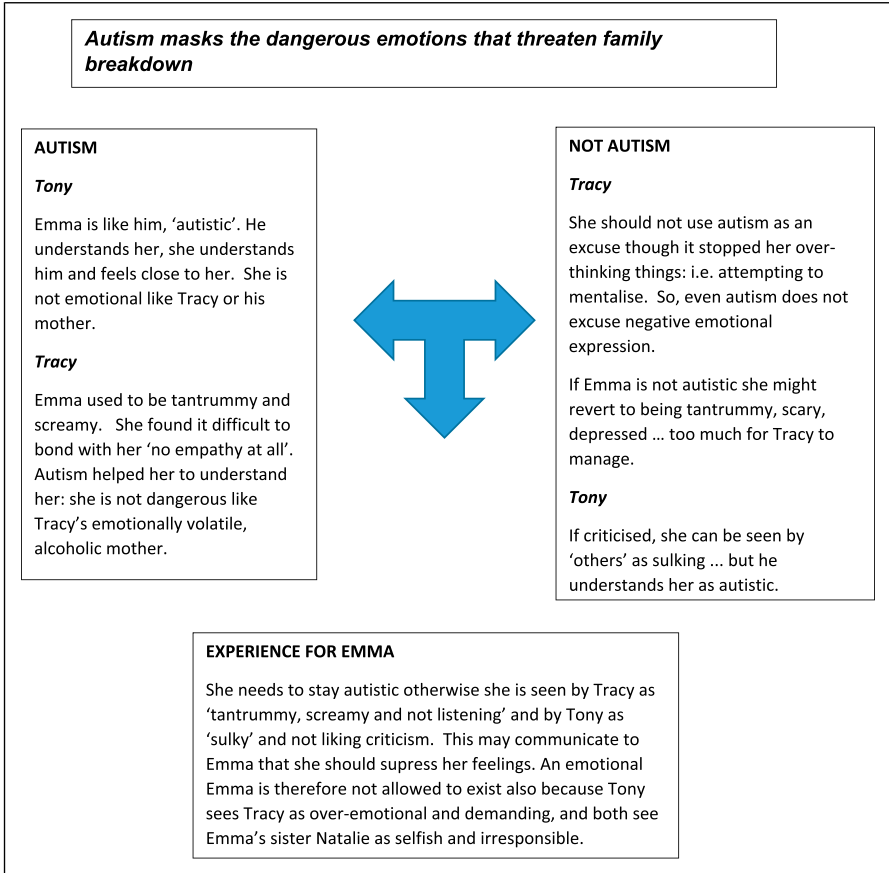 Autism masks the dangerous emotions that threaten family
breakdown
AUTISM
Tony
Emma is like him, ‘autistic’. He
understands her, she understands
him and feels close to her.  She is
not emotional like Tracy or his
mother.
Tracy
Emma used to be tantrummy and
screamy.   She found it difficult to
bond with her ‘no empathy at all’.
Autism helped her to understand
her: she is not dangerous like
Tracy’s emotionally volatile,
alcoholic mother.
NOT AUTISM
Tracy
She should not use autism as an
excuse though it stopped her over-
thinking things: i.e. attempting to
mentalise.  So, even autism does not
excuse negative emotional
expression.
If Emma is not autistic she might
revert to being tantrummy, scary,
depressed … too much for Tracy to
manage.
Tony
If criticised, she can be seen by
‘others’ as sulking ... but he
understands her as autistic.
EXPERIENCE FOR EMMA
She needs to stay autistic otherwise she is seen by Tracy as
‘tantrummy, screamy and not listening’ and by Tony as
‘sulky’ and not liking criticism.  This may communicate to
Emma that she should supress her feelings. An emotional
Emma is therefore not allowed to exist also because Tony
sees Tracy as over-emotional and demanding, and both see
Emma’s sister Natalie as selfish and irresponsible.